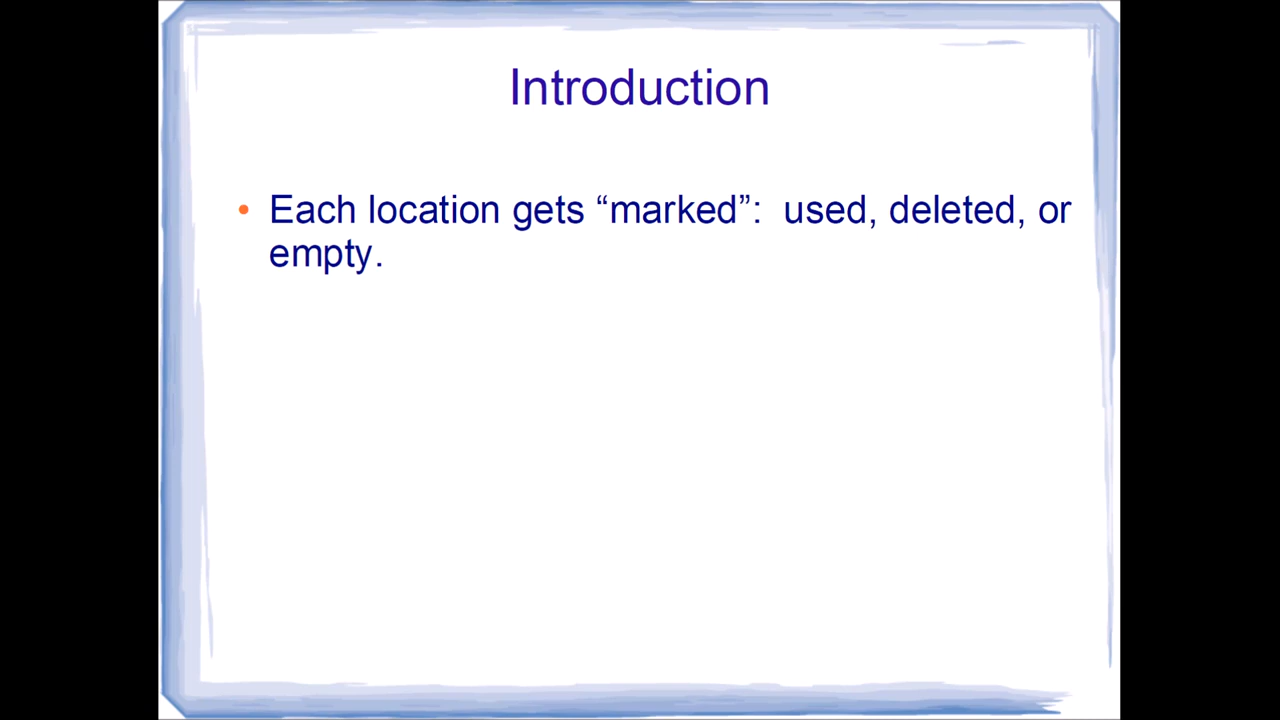 Introduction
• Each location gets “marked”:  used, deleted, or
empty.